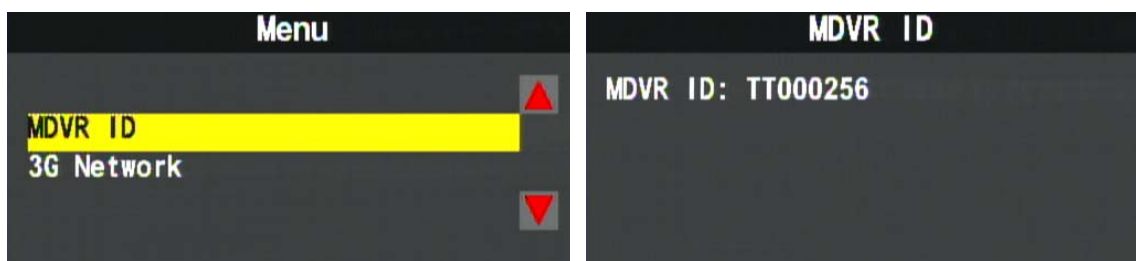 Menu
MDVR ID
3G Network
MDVR ID
MDVR ID: TT000256